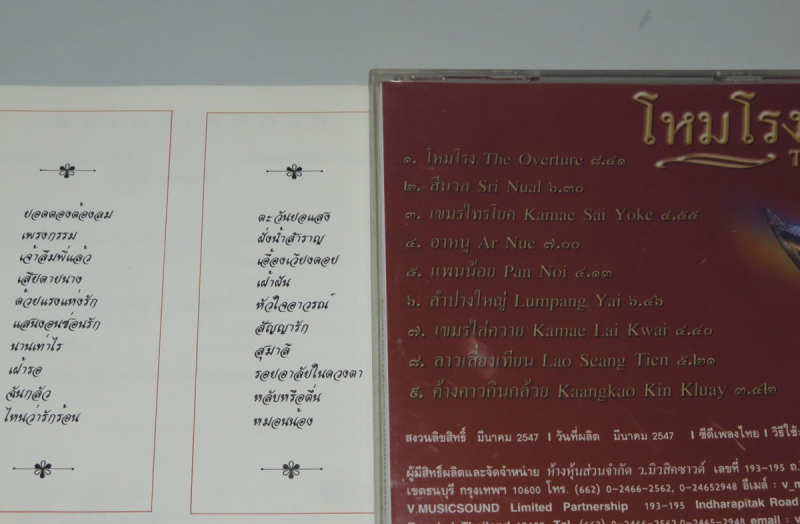 ยอดตองต้องลม
เพรงกรรม
เจ้าลืมพี่แล้ว
เสียดายนาง
ด้วยแรงแห่งรัก
แสนงอนซ่อนรัก
นานเท่าไร
เฝ้ารอ
ฉันกลัว
ไหนว่ารักร้อน
ตะวันยอแสง
ฝั่งน้ำสำราญ
เอื้องเวียงดอย
เฝ้าฝัน
หัวใจอาวรณ์
สัญญารัก
สุมาลี
รอยอาลัยในดวงตา
หลับหรือตื่น
หมอนน้อง
โหมโรง
๑. โหมโรง The Overture ๘.๔๑
๒. สีนวล Sri Nual ๖.๓๐
๓. เขมรไทรโยค Kamae Sai Yoke ๔.๕๕
๔. อาหนู Ar Nue ๗.๐๐
๕. แพนน้อย Pan Noi ๔.๑๓
๖. ลำปางใหญ่ Lumpang Yai ๖.๔๖
๗. เขมรไล่ควาย Kamae Lai Kwai ๔.๔๐
๘. ลาวเสี่ยงเทียน Lao Seang Tien ๕.๒๑
๙. ค้างคาวกินกล้วย Kaangkao Kin Kluay ๓.๔๒
สงวนลิขสิทธิ์ มีนาคม 2547 I วันที่ผลิต มีนาคม 2547 I ซีดีเพลงไทย I วิธีใช้:
ผู้มีสิทธิ์ผลิตและจัดจำหน่าย ห้างหุ้นส่วนจำกัด ว.มิวสิกซาวด์ เลขที่ 193-195 ถ.
เขตธนบุรี กรุงเทพฯ 10600 โทร. (662) 0-2466-2562, 0-24652948 อีเมล์ : v_m
V.MUSICSOUND Limited Partnership 193-195 Indharapitak Road